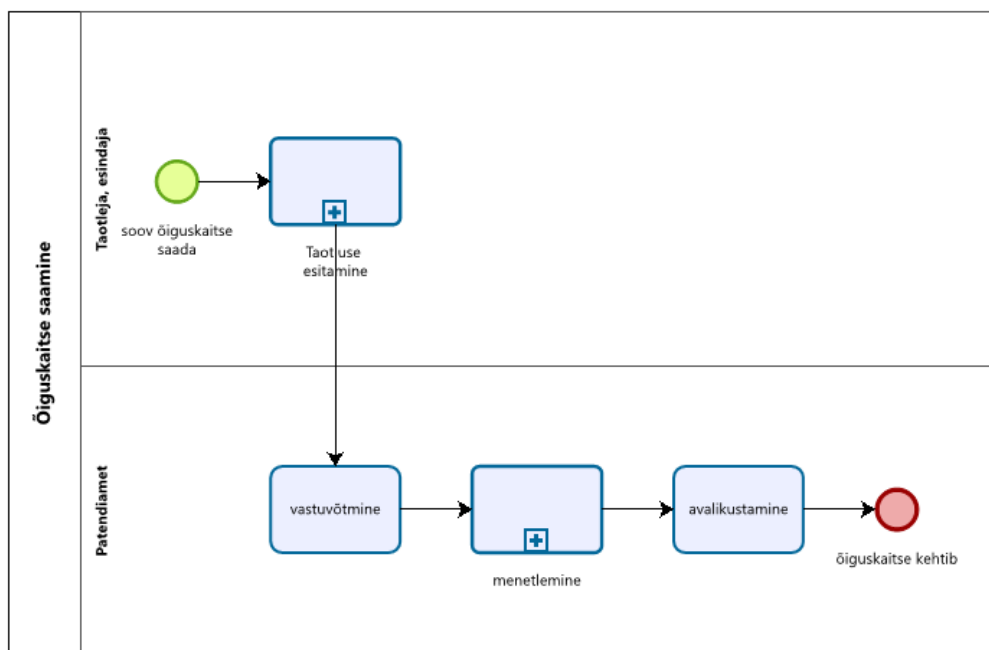 Õiguskaitse saamine
Taotleja, esindaja
soov õiguskaitse
saada
Taotluse
esitamine
Patendiamet
vastuvõtmine
menetlemine
avalikustamine
õiguskaitse kehtib